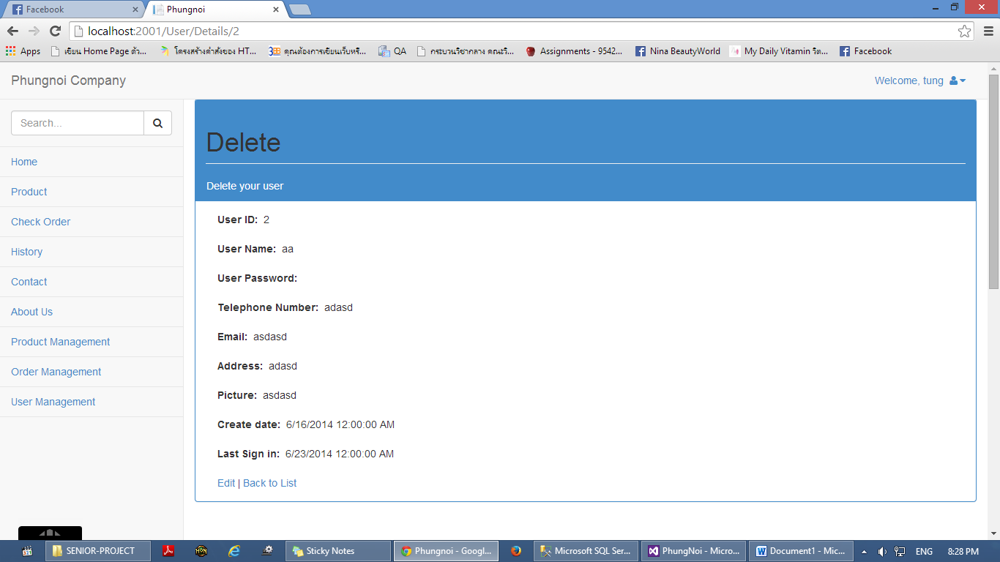 Facebook
Phungnoi
localhost:2001/User/Details/2
Apps
เขียน Home Page ด้ว...
โครงสร้างคำสั่งของ HT...
คุณต้องการเขียนเว็บหรื...
QA
กระบวนวิชากลาง คณะวิ...
Assignments - 9542...
Nina BeautyWorld
My Daily Vitamin วิต...
Facebook
Phungnoi Company
Welcome, tung
Search...
Home
Product
Check Order
History
Contact
About Us
Product Management
Order Management
User Management
Delete
Delete your user
User ID: 2
User Name: aa
User Password:
Telephone Number: adasd
Email: asdasd
Address: adasd
Picture: asdasd
Create date: 6/16/2014 12:00:00 AM
Last Sign in: 6/23/2014 12:00:00 AM
Edit | Back to List
SENIOR-PROJECT
HON
Sticky Notes
Phungnoi - Googl...
Microsoft SQL Ser...
PhungNoi - Micro...
Document1 - Mic...
ENG
8:28 PM